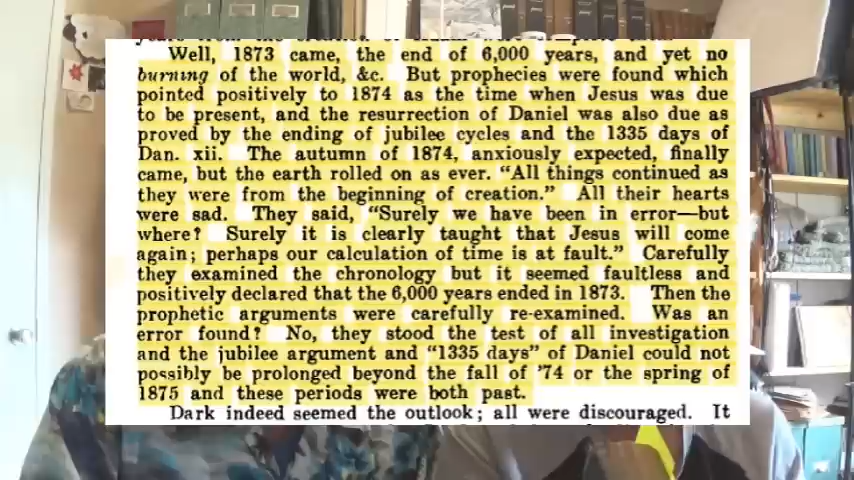 Well, 1873 came, the end of 6,000 years, and yet no
burning of the world, &c. But prophecies were found which
pointed positively to 1874 as the time when Jesus was due
to be present, and the resurrection of Daniel was also due as
proved by the ending of jubilee cycles and the 1335 days of
Dan. xii. The autumn of 1874, anxiously expected, finally
came, but the earth rolled on as ever. “All things continued as
they were from the beginning of creation.” All their hearts
were sad. They said, “Surely we have been in error—but
where? Surely it is clearly taught that Jesus will come
again; perhaps our calculation of time is at fault.” Carefully
they examined the chronology but it seemed faultless and
positively declared that the 6,000 years ended in 1873. Then the
prophetic arguments were carefully re-examined. Was an
error found? No, they stood the test of all investigation
and the jubilee argument and “1335 days” of Daniel could not
possibly be prolonged beyond the fall of ’74 or the spring of
1875 and these periods were both past.
Dark indeed seemed the outlook; all were discouraged. It